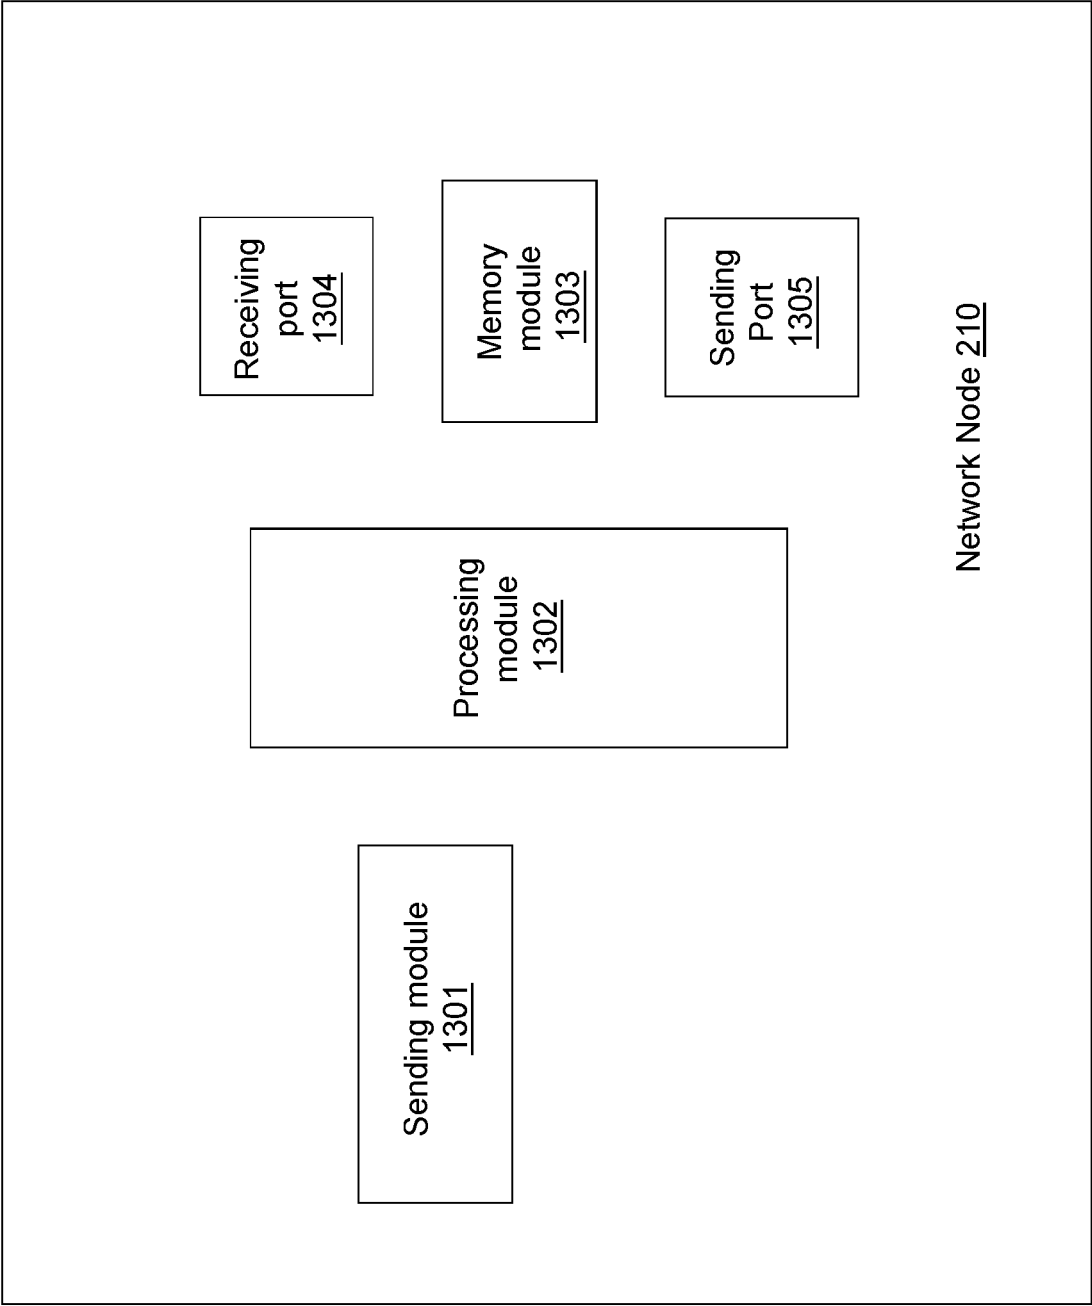 Sending module
1301
Processing
module
1302
Receiving
port
1304
Memory
module
1303
Sending
Port
1305
Network Node 210